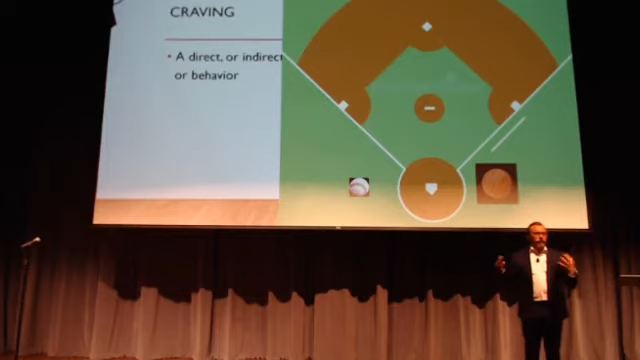 CRAVING
• A direct, or indirect
or behavior